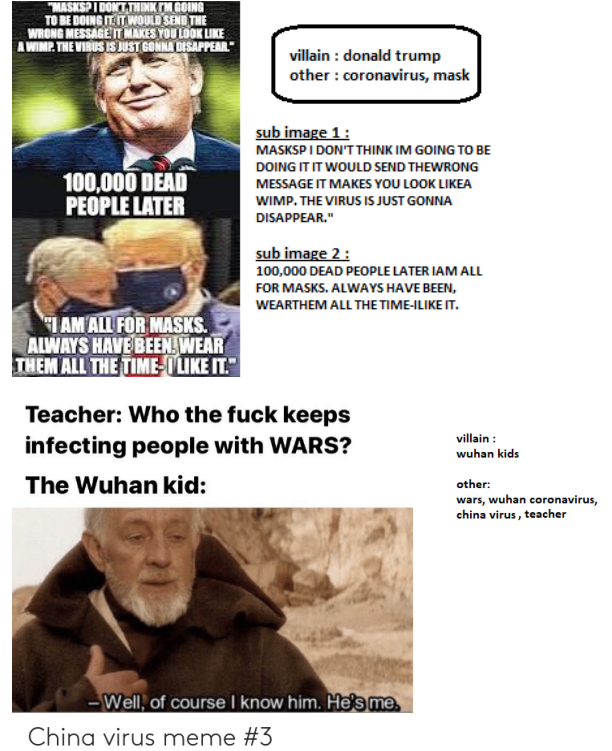 "MASKS? I DON'T THINK I'M GOING
TO BE DOING IT. IT WOULD SEND THE
WRONG MESSAGE IT MAKES YOU LOOK LIKE
A WIMP. THE VIRUS IS JUST GONNA DISAPPEAR."
100,000 DEAD
PEOPLE LATER
"I AM ALL FOR MASKS.
ALWAYS HAVE BEEN. WEAR
THEM ALL THE TIME-I LIKE IT."
villain : donald trump
other : coronavirus, mask
sub image 1 :
MASKSP I DON'T THINK IM GOING TO BE
DOING IT IT WOULD SEND THEWRONG
MESSAGE IT MAKES YOU LOOK LIKEA
WIMP. THE VIRUS IS JUST GONNA
DISAPPEAR."
sub image 2 :
100,000 DEAD PEOPLE LATER IAM ALL
FOR MASKS. ALWAYS HAVE BEEN,
WEARTHEM ALL THE TIME-ILIKE IT.
Teacher: Who the fuck keeps
infecting people with WARS?
The Wuhan kid:
– Well, of course I know him. He's me.
China virus meme #3
villain :
wuhan kids
other:
wars, wuhan coronavirus,
china virus , teacher